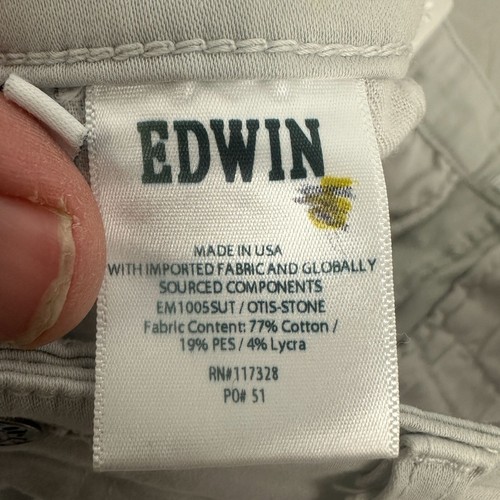 EDWIN
MADE IN USA
WITH IMPORTED FABRIC AND GLOBALLY
SOURCED COMPONENTS
EM1005SUT / OTIS-STONE
Fabric Content: 77% Cotton /
19% PES / 4% Lycra
RN#117328
PO# 51